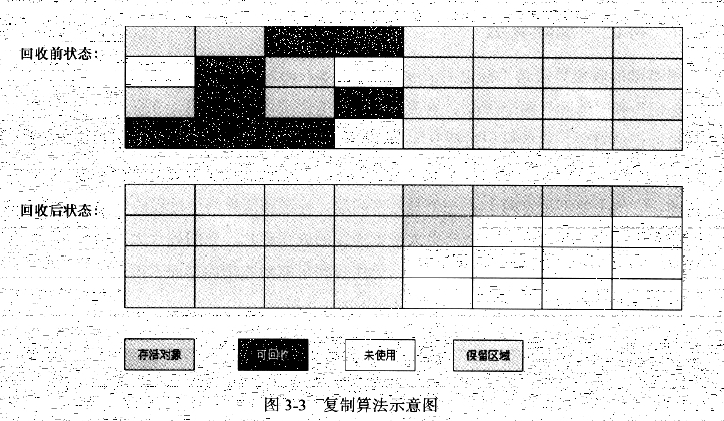 回收前状态：
回收后状态：
存活对象
可回收
未使用
保留区域
图 3-3 复制算法示意图